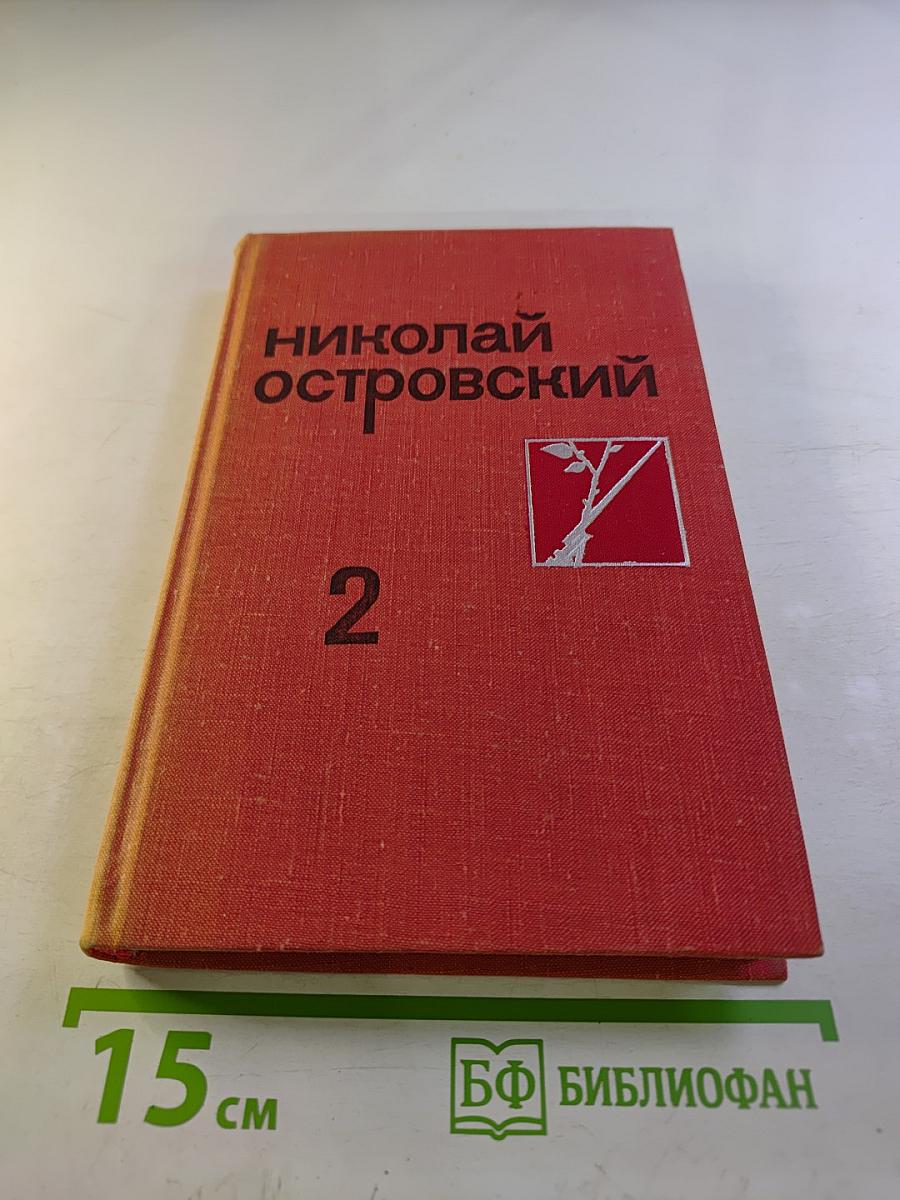 николай
островский
2
15 см
БФ БИБЛИОФАН